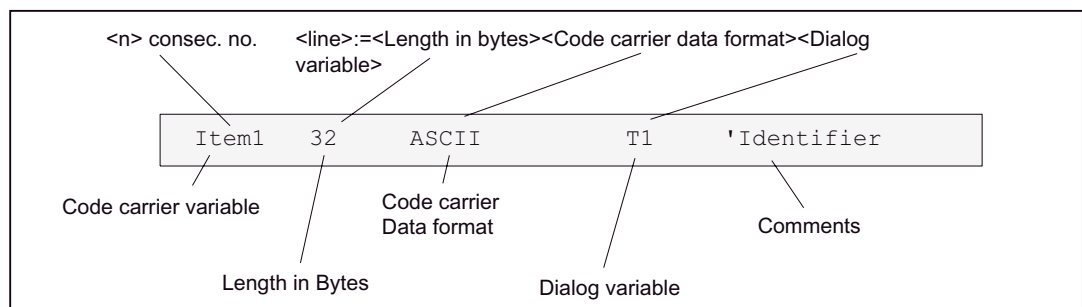 <n> consec. no.
<line>:=<Length in bytes><Code carrier data format><Dialog
variable>
Item1 32 ASCII T1 'Identifier
Code carrier variable
Code carrier
Data format
Comments
Length in Bytes
Dialog variable